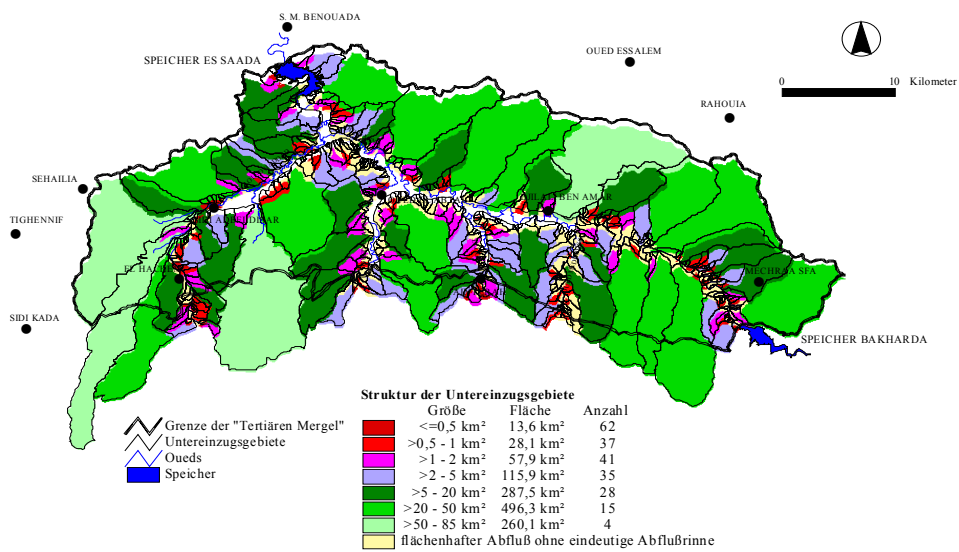 S. M. BENOUADA
SPEICHER ES SAADA
OUED ESSALEM
0 10 Kilometer
RAHOUIA
SEHAILIA
TIGHENNIF
BEN AMAR
EL HACHEM
MECHRAA SFA
SIDI KADA
SPEICHER BAKHARDA
Struktur der Untereinzugsgebiete
Größe Fläche Anzahl
<=0,5 km² 13,6 km² 62
>0,5 - 1 km² 28,1 km² 37
>1 - 2 km² 57,9 km² 41
>2 - 5 km² 115,9 km² 35
>5 - 20 km² 287,5 km² 28
>20 - 50 km² 496,3 km² 15
>50 - 85 km² 260,1 km² 4
flächenhafter Abfluß ohne eindeutige Abflußrinne
Grenze der "Tertiären Mergel"
Untereinzugsgebiete
Oueds
Speicher